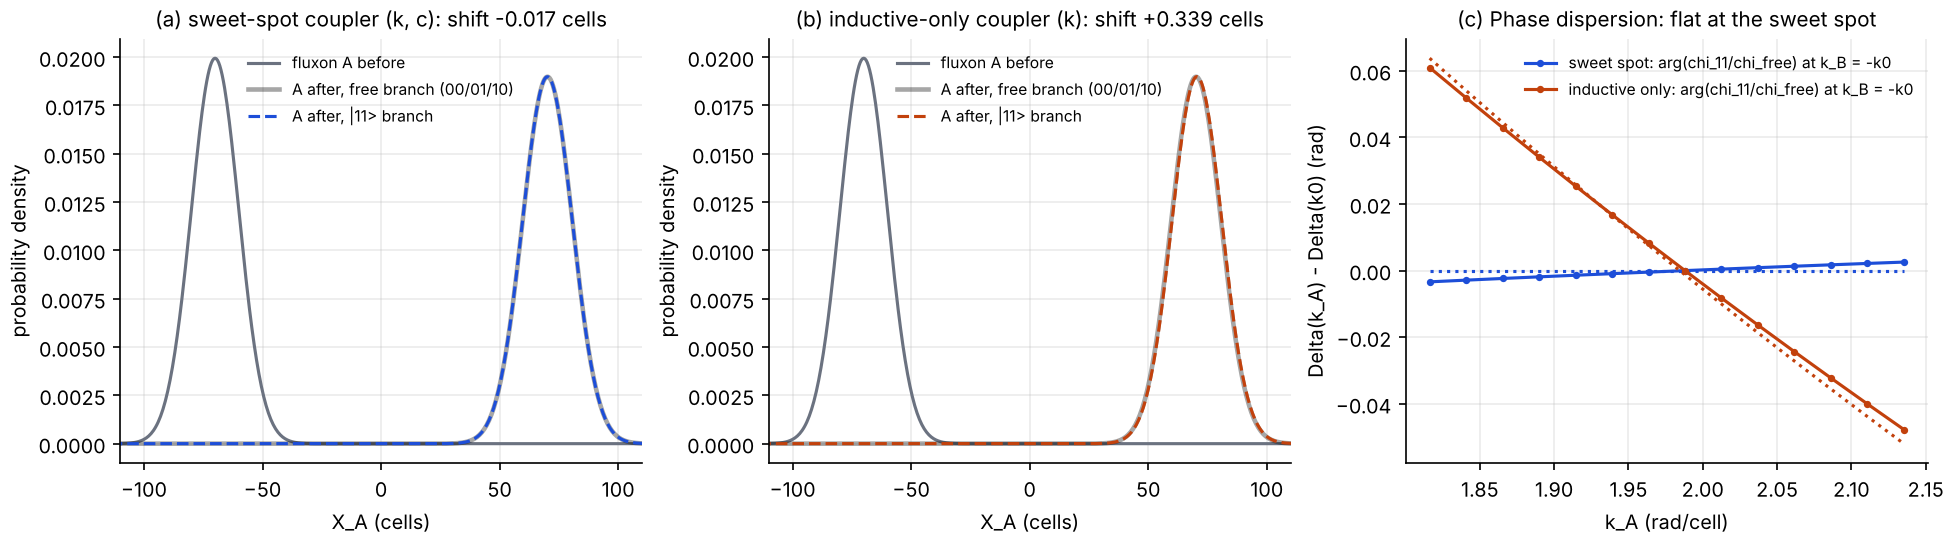 (a) sweet-spot coupler (k, c): shift -0.017 cells
fluxon A before
A after, free branch (00/01/10)
A after, |11> branch
probability density
0.0200
0.0175
0.0150
0.0125
0.0100
0.0075
0.0050
0.0025
0.0000
−100
−50
0
50
100
X_A (cells)
(b) inductive-only coupler (k): shift +0.339 cells
fluxon A before
A after, free branch (00/01/10)
A after, |11> branch
probability density
0.0200
0.0175
0.0150
0.0125
0.0100
0.0075
0.0050
0.0025
0.0000
−100
−50
0
50
100
X_A (cells)
(c) Phase dispersion: flat at the sweet spot
sweet spot: arg(chi_11/chi_free) at k_B = -k0
inductive only: arg(chi_11/chi_free) at k_B = -k0
Delta(k_A) - Delta(k0) (rad)
0.06
0.04
0.02
0.00
−0.02
−0.04
1.85
1.90
1.95
2.00
2.05
2.10
2.15
k_A (rad/cell)